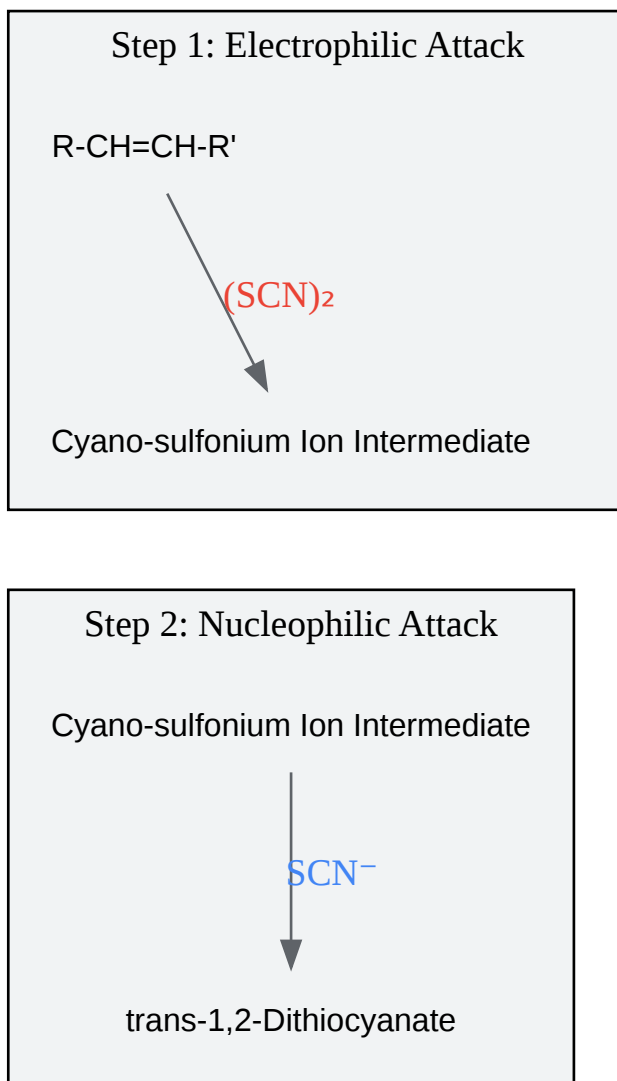 Step 1: Electrophilic Attack
R-CH=CH-R'
(SCN)₂
Cyano-sulfonium Ion Intermediate
Step 2: Nucleophilic Attack
Cyano-sulfonium Ion Intermediate
SCN⁻
trans-1,2-Dithiocyanate